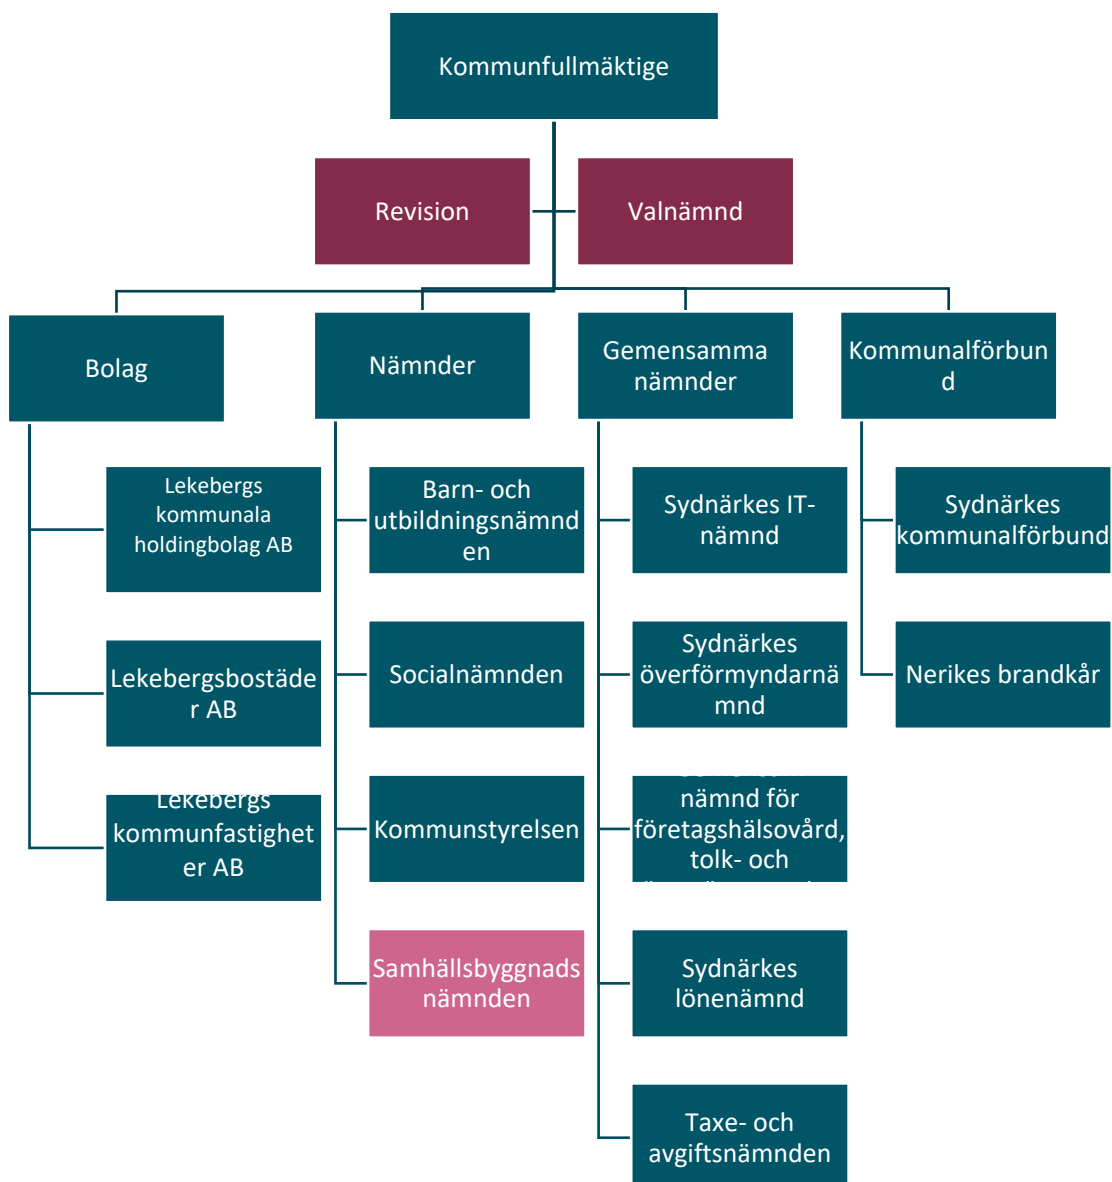 Kommunfullmäktige
Revision
Valnämnd
Bolag
Nämnder
Gemensamma
nämnder
Kommunalförbun
d
Lekebergs
kommunala
holdingbolag AB
Lekebergsbostäde
r AB
Lekebergs
kommunfastighet
er AB
Barn- och
utbildningsnämnd
en
Socialnämnden
Kommunstyrelsen
Samhällsbyggnads
nämnden
Sydnärkes IT-
nämnd
Sydnärkes
överförmyndarnä
mnd
nämnd för
företagshälsovård,
tolk- och
Sydnärkes
lönenämnd
Taxe- och
avgiftsnämnden
Sydnärkes
kommunalförbund
Nerikes brandkår